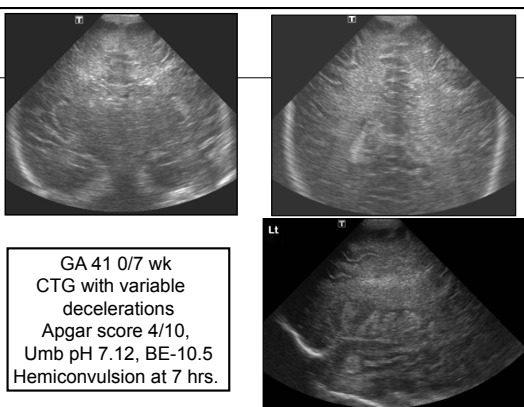 T
T
Lt
T
GA 41 0/7 wk
CTG with variable
decelerations
Apgar score 4/10,
Umb pH 7.12, BE-10.5
Hemiconvulsion at 7 hrs.